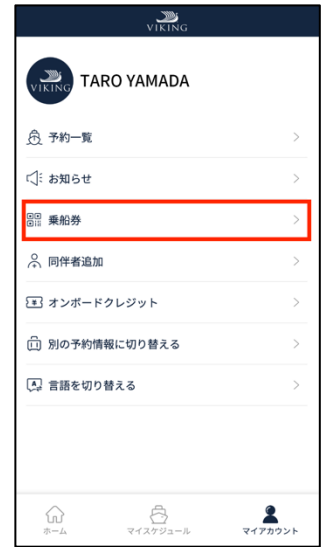 VIKING
VIKING
TARO YAMADA
予約一覧
お知らせ
乗船券
同伴者追加
オンボードクレジット
別の予約情報に切り替える
言語を切り替える
ホーム
マイスケジュール
マイアカウント